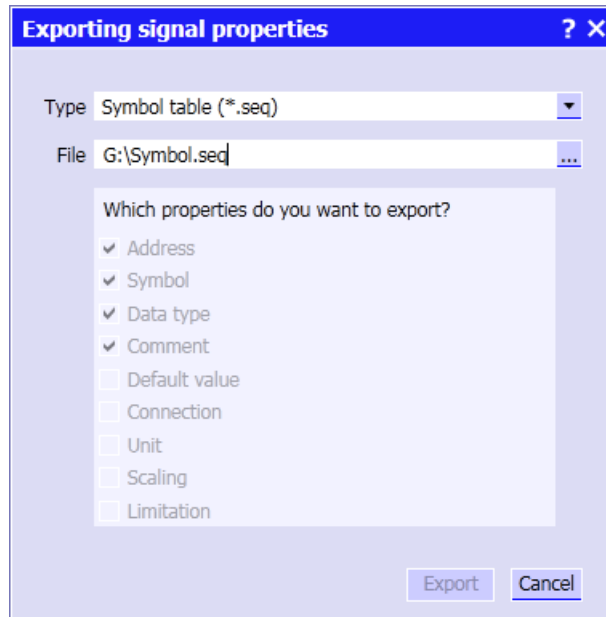 Exporting signal properties ? ×
Type Symbol table (*.seq)
File G:\Symbol.seq ...
Which properties do you want to export?
Address
Symbol
Data type
Comment
Default value
Connection
Unit
Scaling
Limitation
Export Cancel